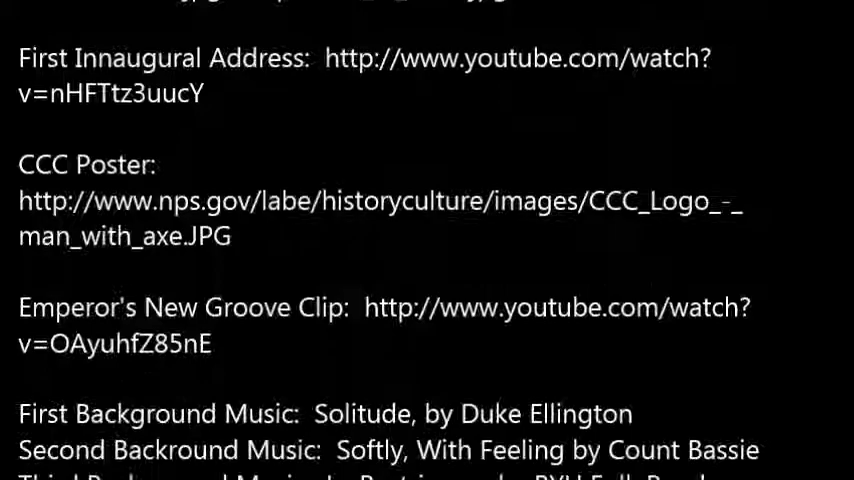 First Innaugural Address:  http://www.youtube.com/watch?
v=nHFTtz3uucY
CCC Poster:
http://www.nps.gov/labe/historyculture/images/CCC_Logo_-_
man_with_axe.JPG
Emperor's New Groove Clip:  http://www.youtube.com/watch?
v=OAyuhfZ85nE
First Background Music:  Solitude, by Duke Ellington
Second Backround Music:  Softly, With Feeling by Count Bassie